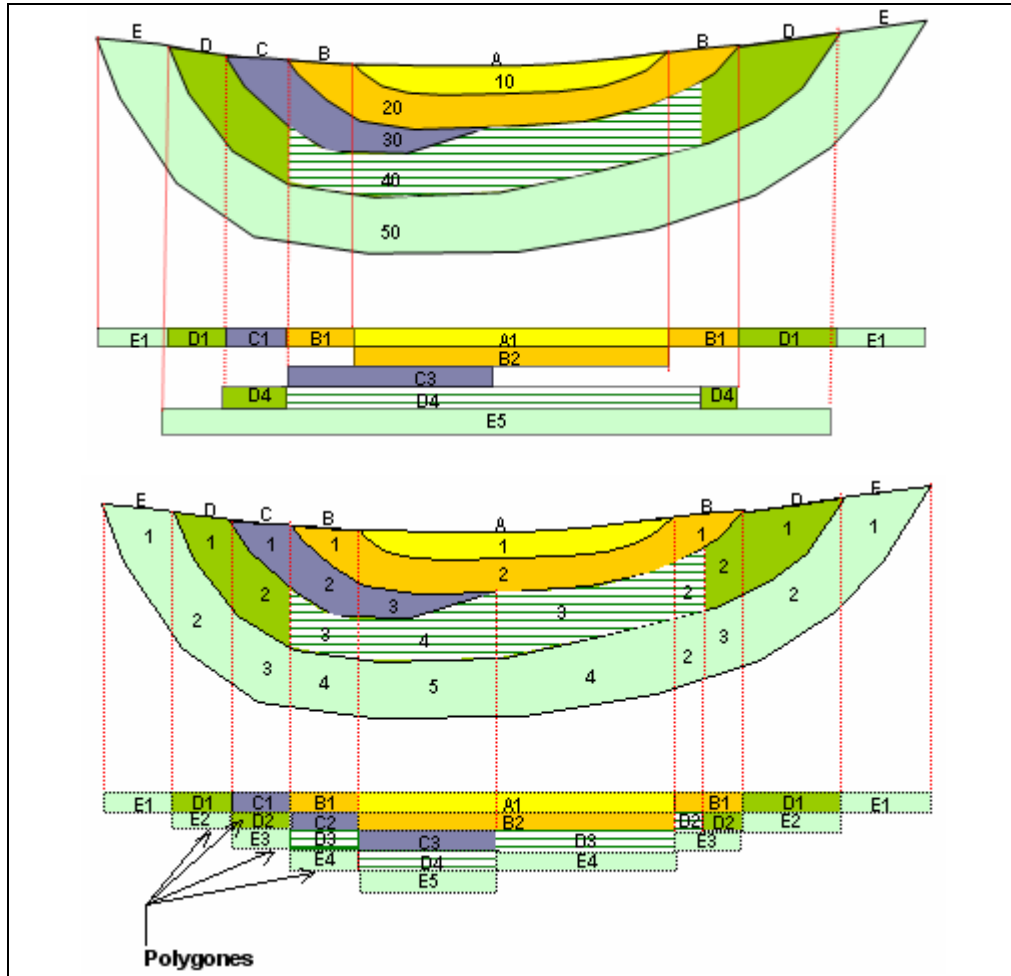 E D C B A B D E
10
20
30
40
50
E1 D1 C1 B1 A1 B1 D1 E1
B2
C3
D4 D4 D4
E5
E D C B A B D E
1 1 1 1 1 1 1 1
2 2 2 2 2 2
2 3 3 3 2 2
3 4 3
3 4 5 4 2
E1 D1 C1 B1 A1 B1 D1 E1
E2 D2 C2 B2 D2 D2 E2
E3 D3 C3 D3 E3
E4 D4 E4
E5
Polygones